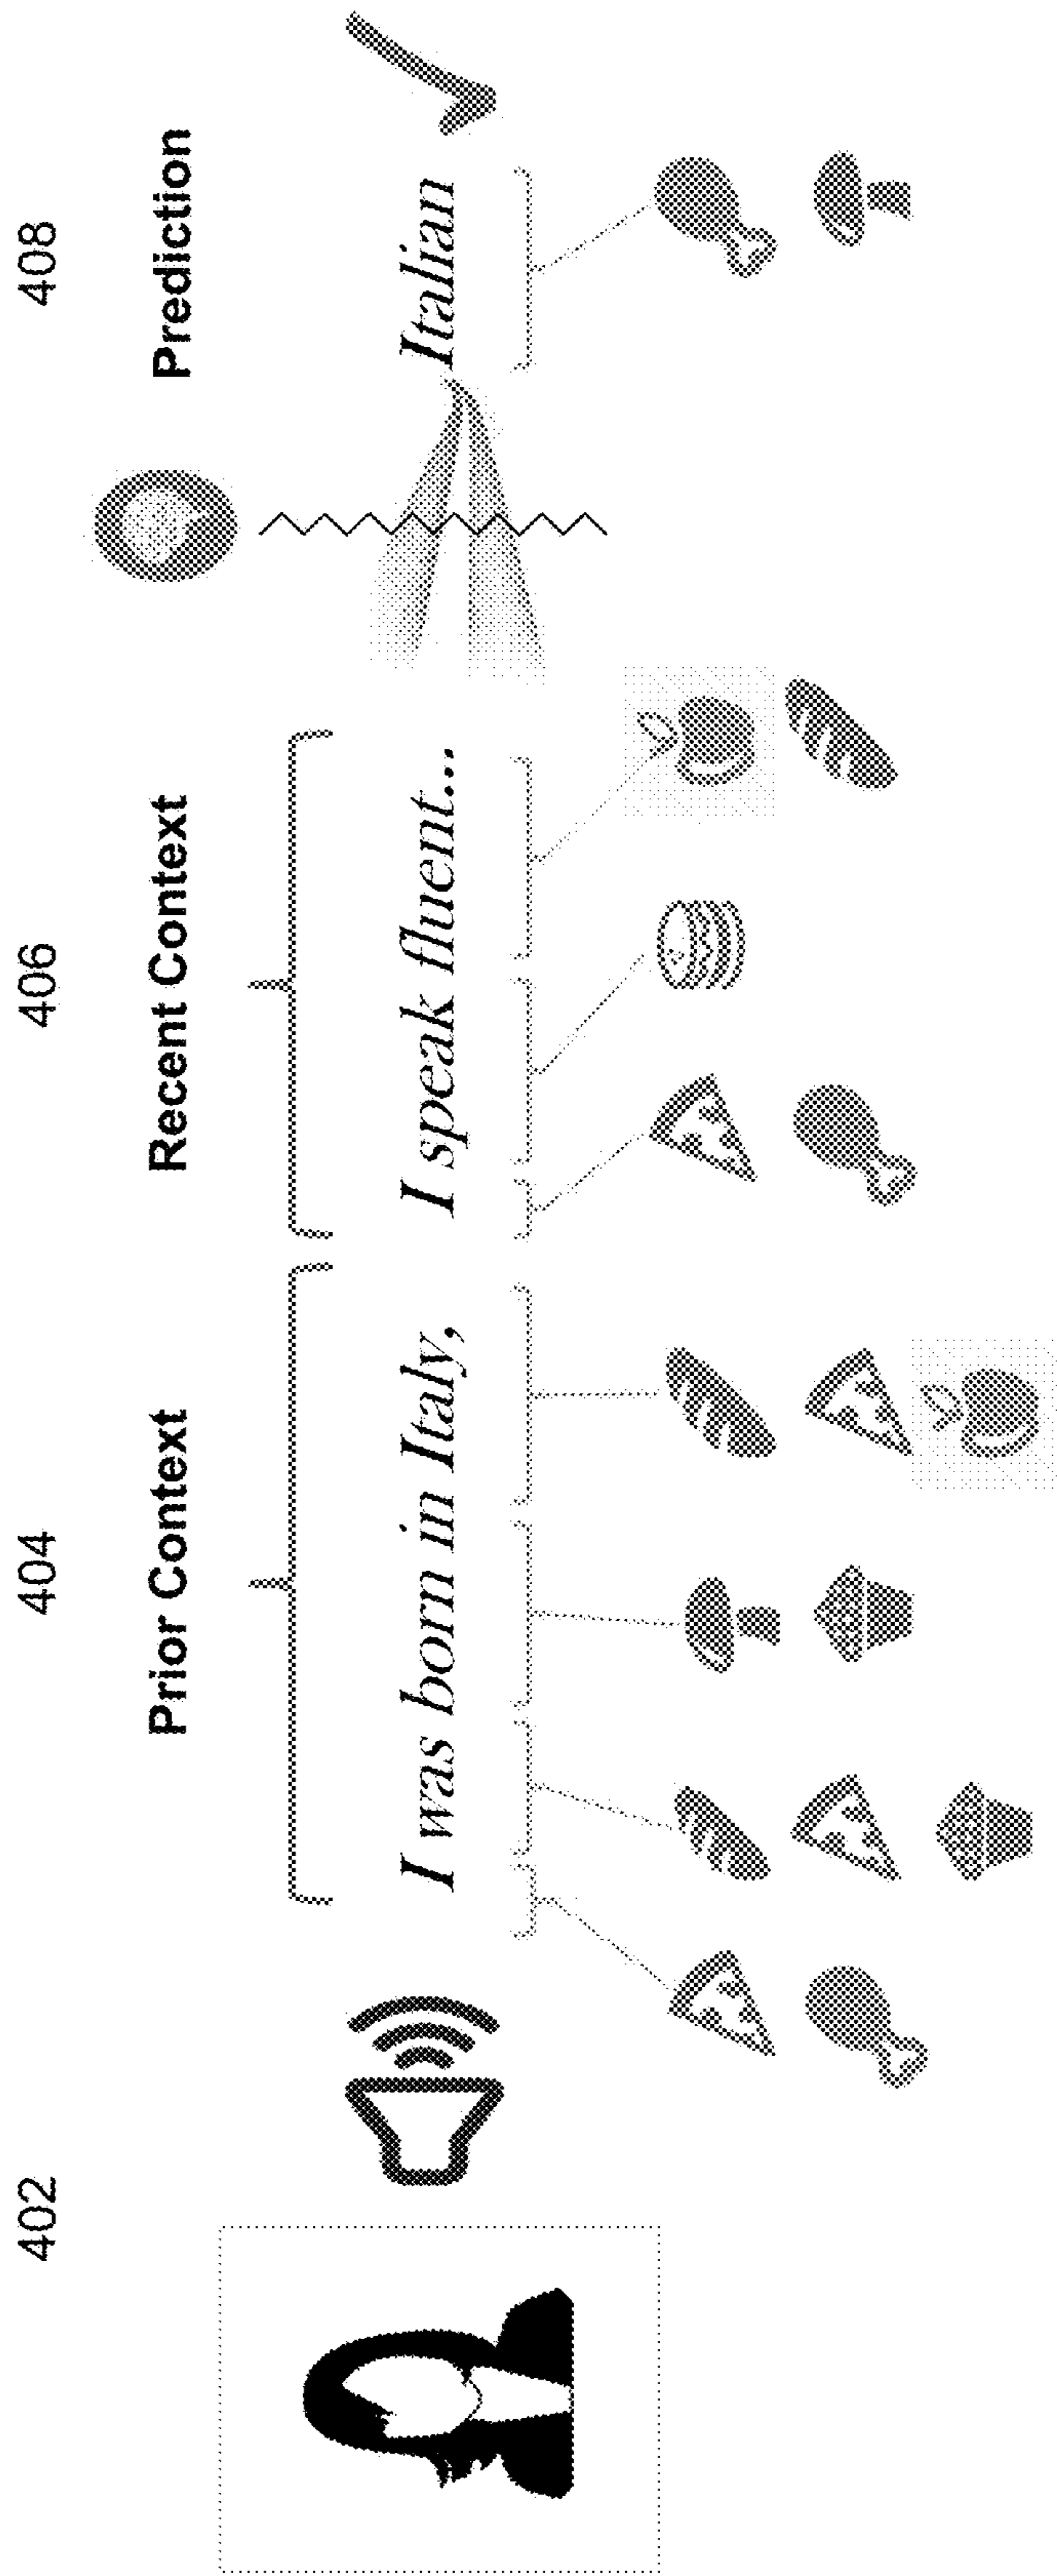 402 404 406 408
Prior Context Recent Context Prediction
I was born in Italy, I speak fluent... Italian